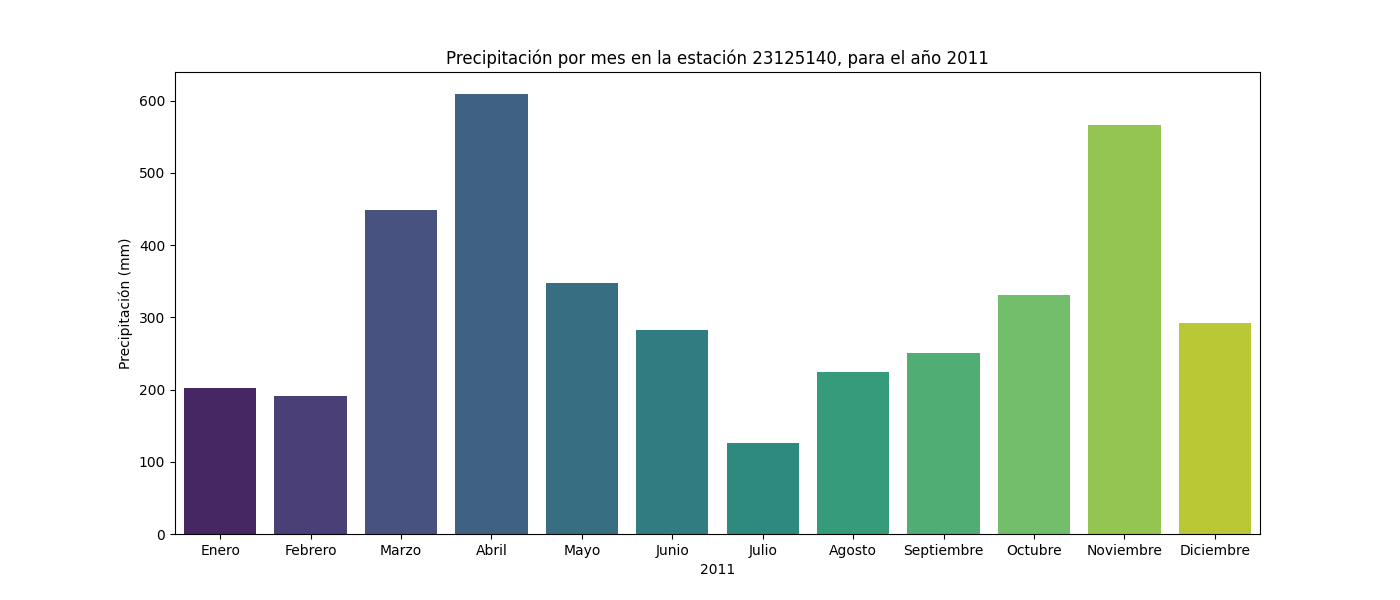 Precipitación por mes en la estación 23125140, para el año 2011
Precipitación (mm)
600
500
400
300
200
100
0
Enero Febrero Marzo Abril Mayo Junio Julio Agosto Septiembre Octubre Noviembre Diciembre
2011